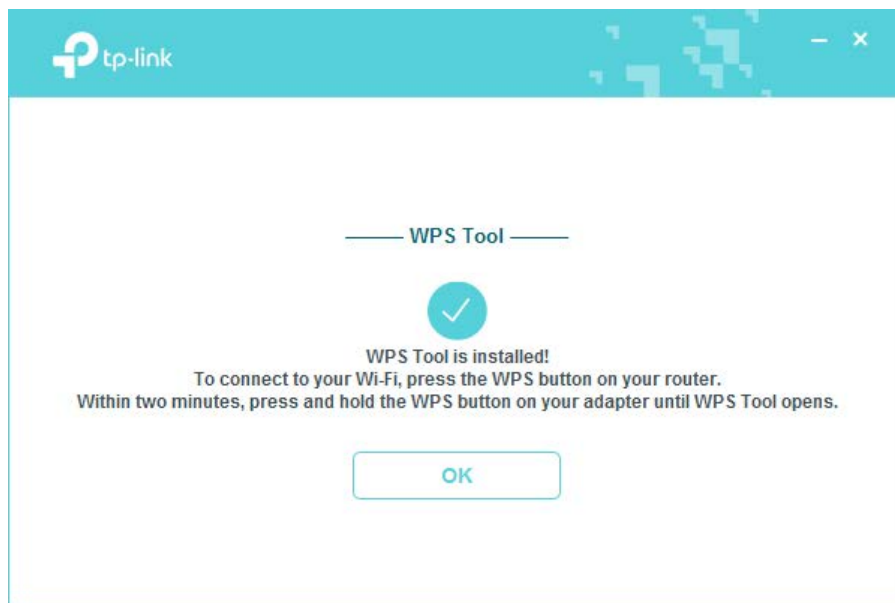 tp-link
WPS Tool
WPS Tool is installed!
To connect to your Wi-Fi, press the WPS button on your router.
Within two minutes, press and hold the WPS button on your adapter until WPS Tool opens.
OK